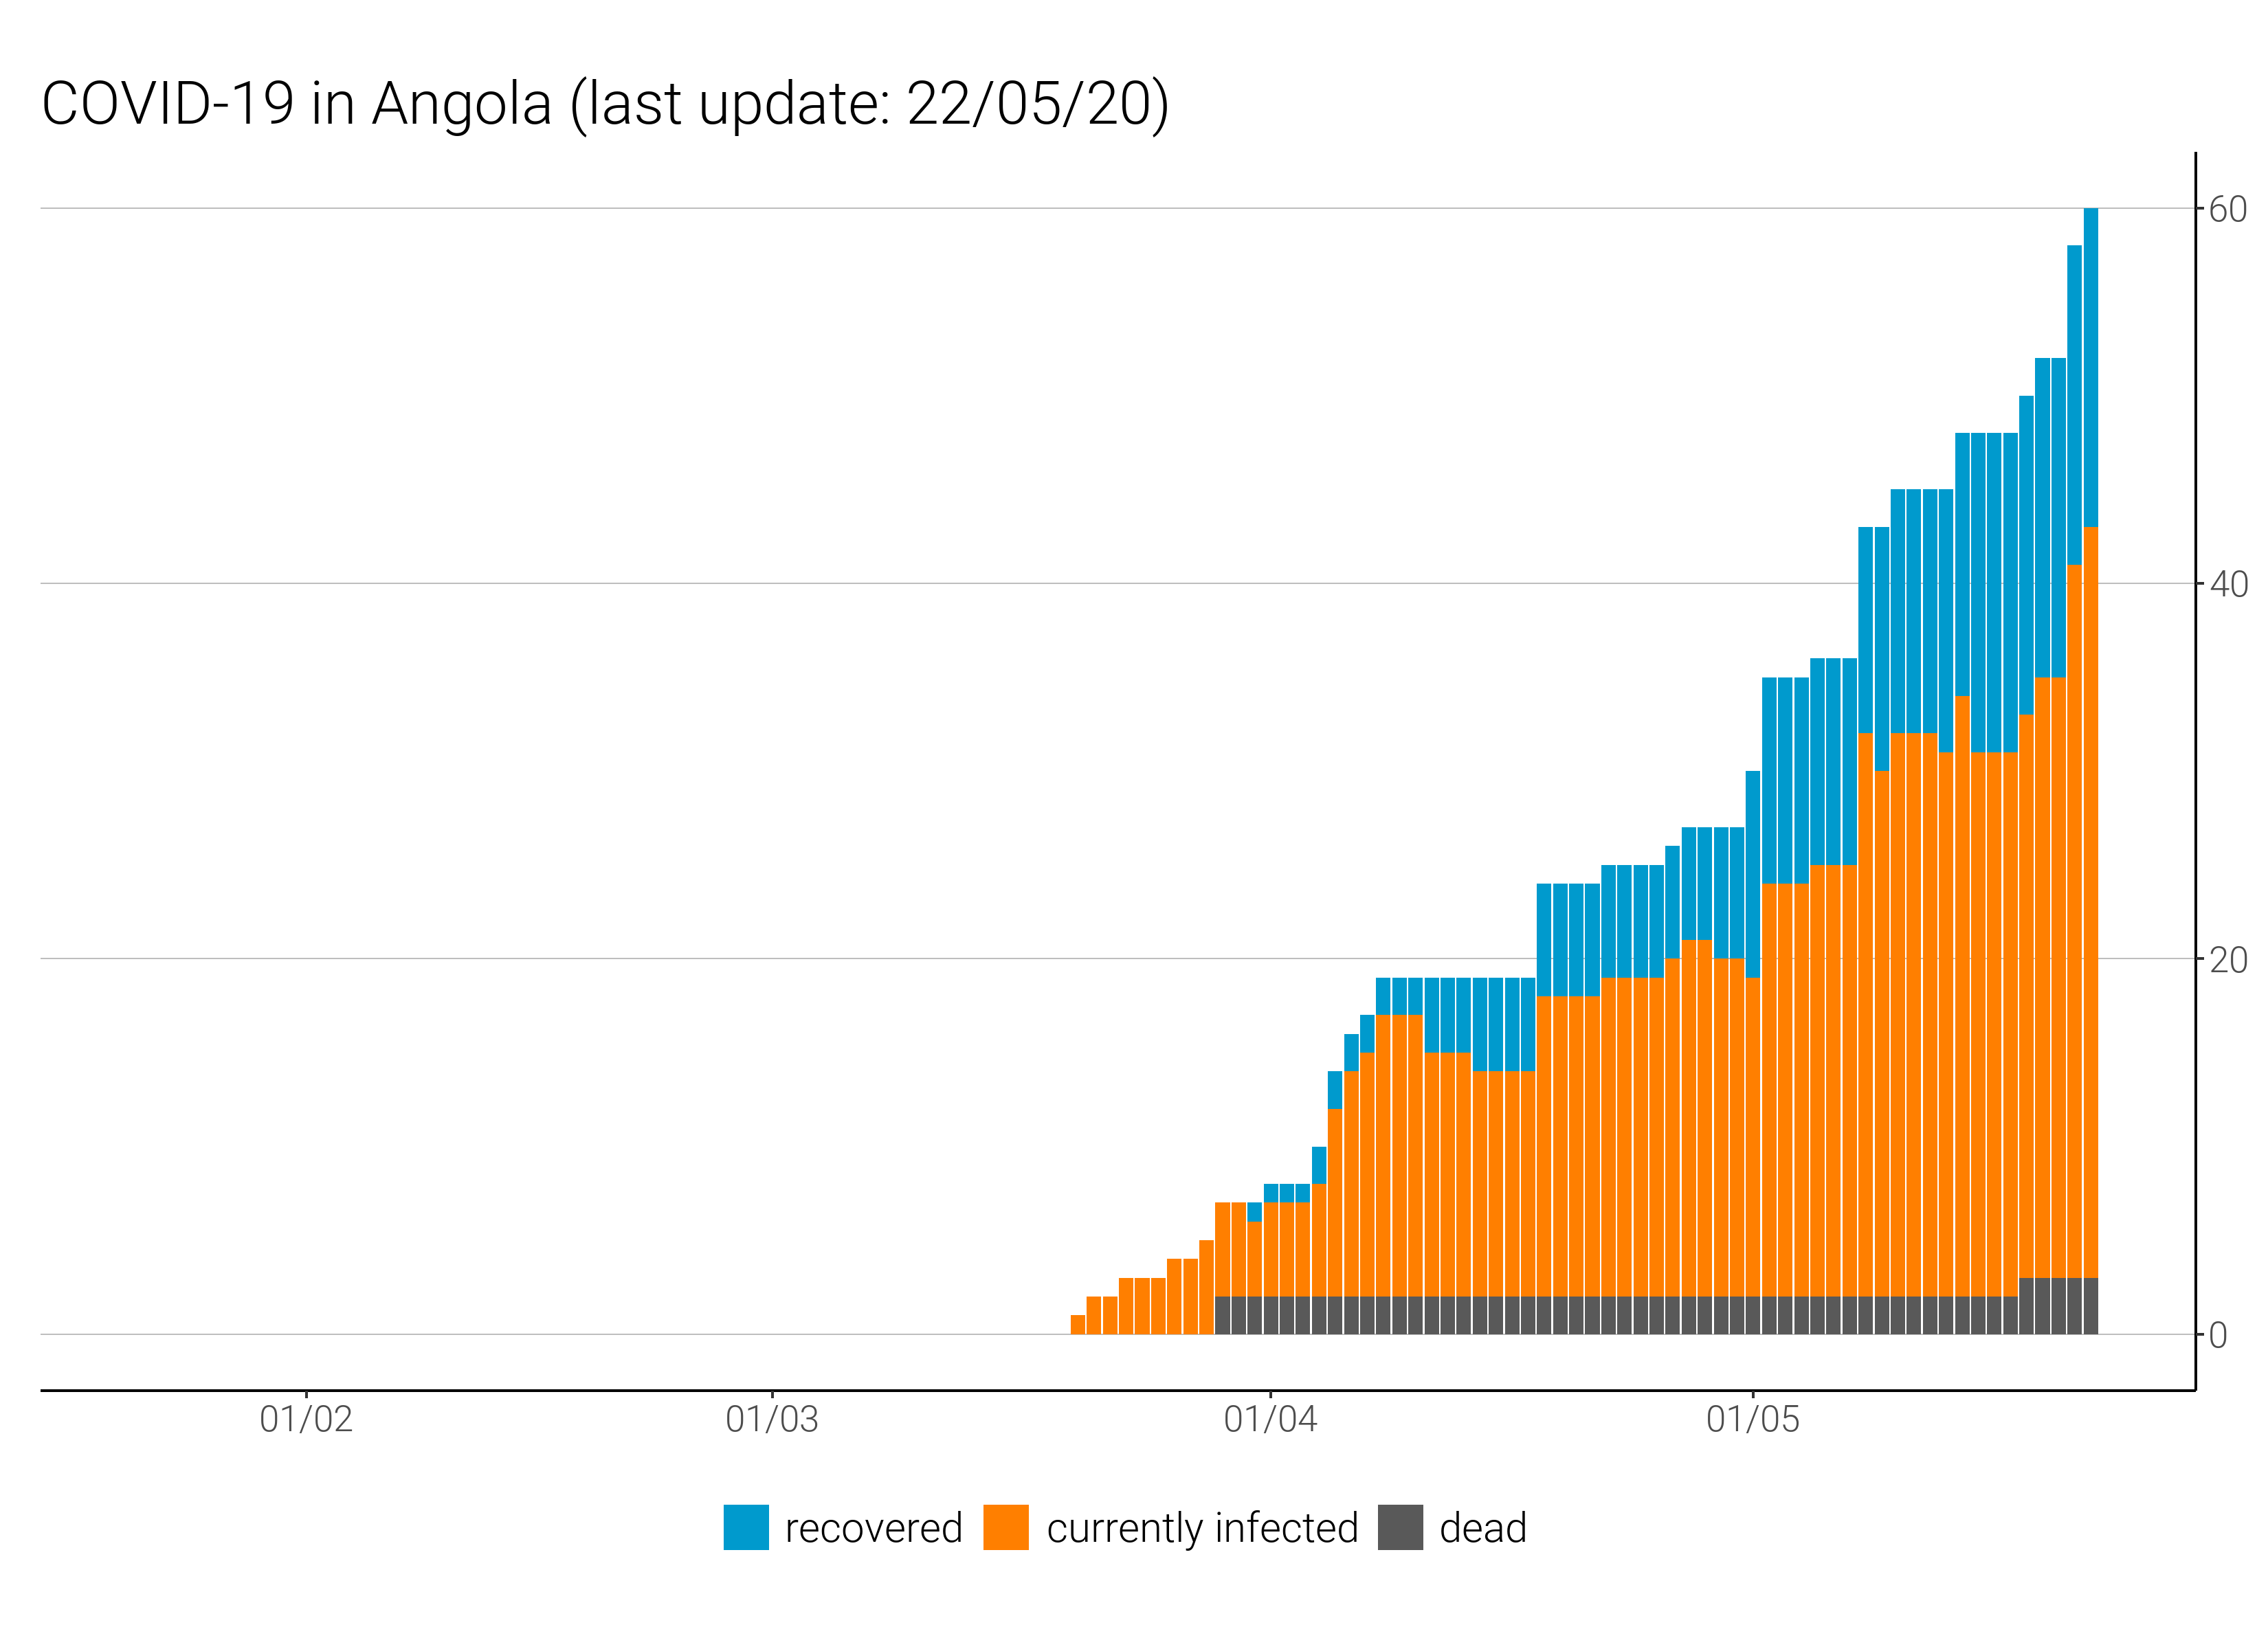 COVID-19 in Angola (last update: 22/05/20)
60
40
20
0
01/02 01/03 01/04 01/05
recovered currently infected dead